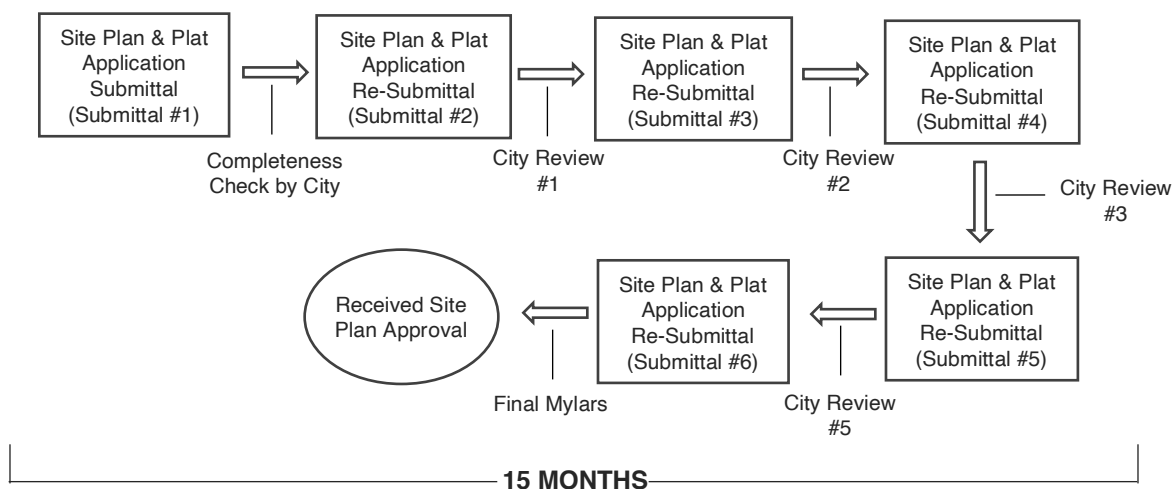 Site Plan & Plat
Application
Submittal
(Submittal #1)
Completeness
Check by City
Site Plan & Plat
Application
Re-Submittal
(Submittal #2)
City Review
#1
Site Plan & Plat
Application
Re-Submittal
(Submittal #3)
City Review
#2
Site Plan & Plat
Application
Re-Submittal
(Submittal #4)
City Review
#3
Site Plan & Plat
Application
Re-Submittal
(Submittal #5)
City Review
#5
Site Plan & Plat
Application
Re-Submittal
(Submittal #6)
Final Mylars
Received Site
Plan Approval
15 MONTHS